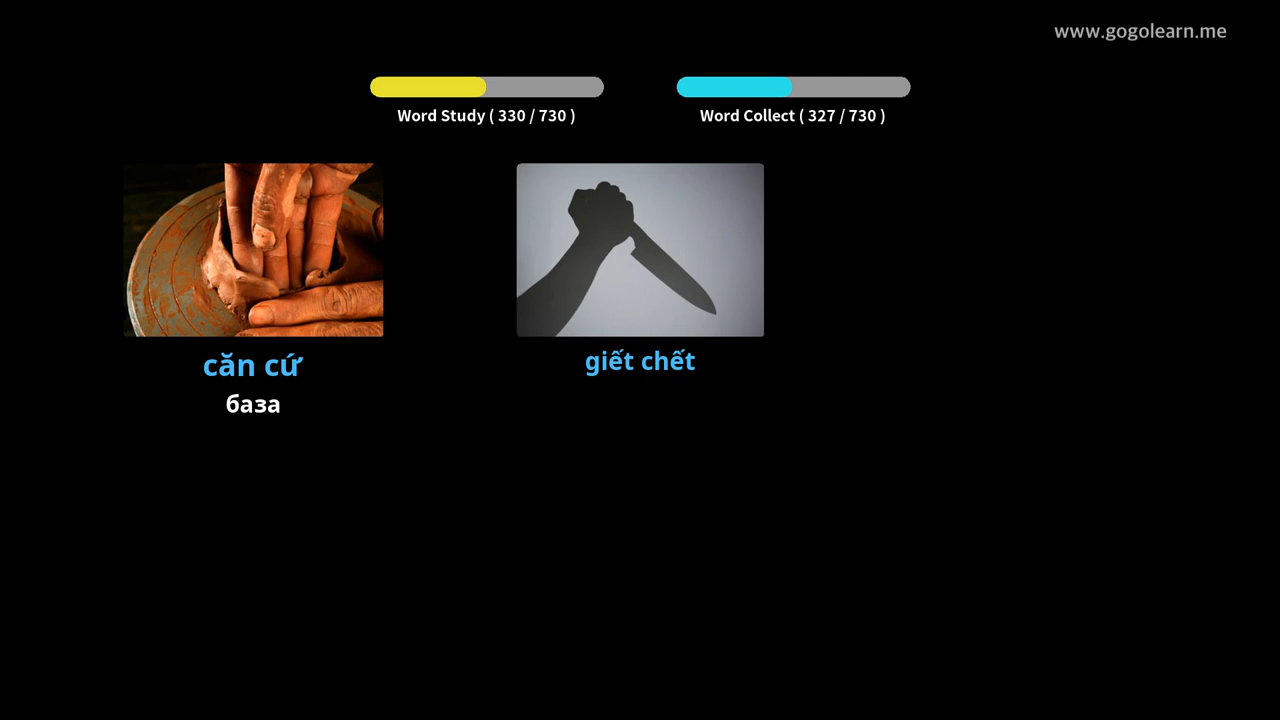 www.gogolearn.me
Word Study ( 330 / 730 )
Word Collect ( 327 / 730 )
căn cứ
база
giết chết